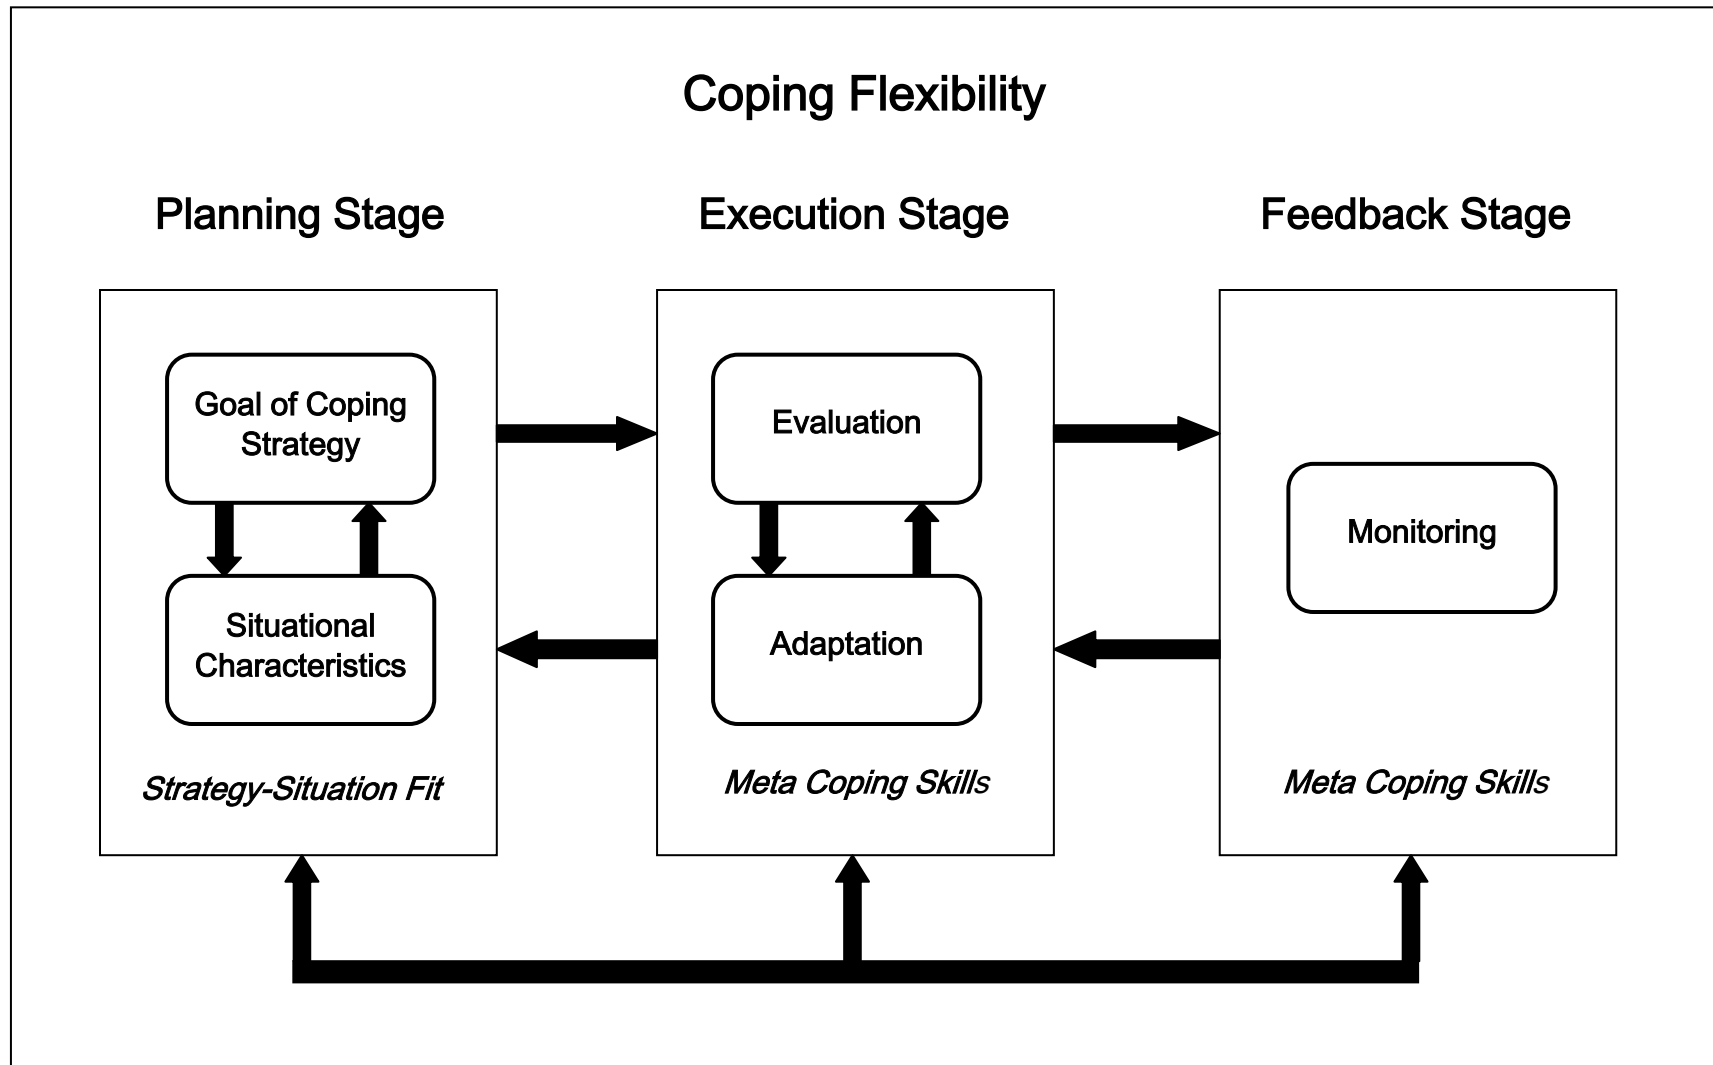 Coping Flexibility
Planning Stage
Execution Stage
Feedback Stage
Goal of Coping
Strategy
Situational
Characteristics
Strategy-Situation Fit
Evaluation
Adaptation
Meta Coping Skills
Monitoring
Meta Coping Skills